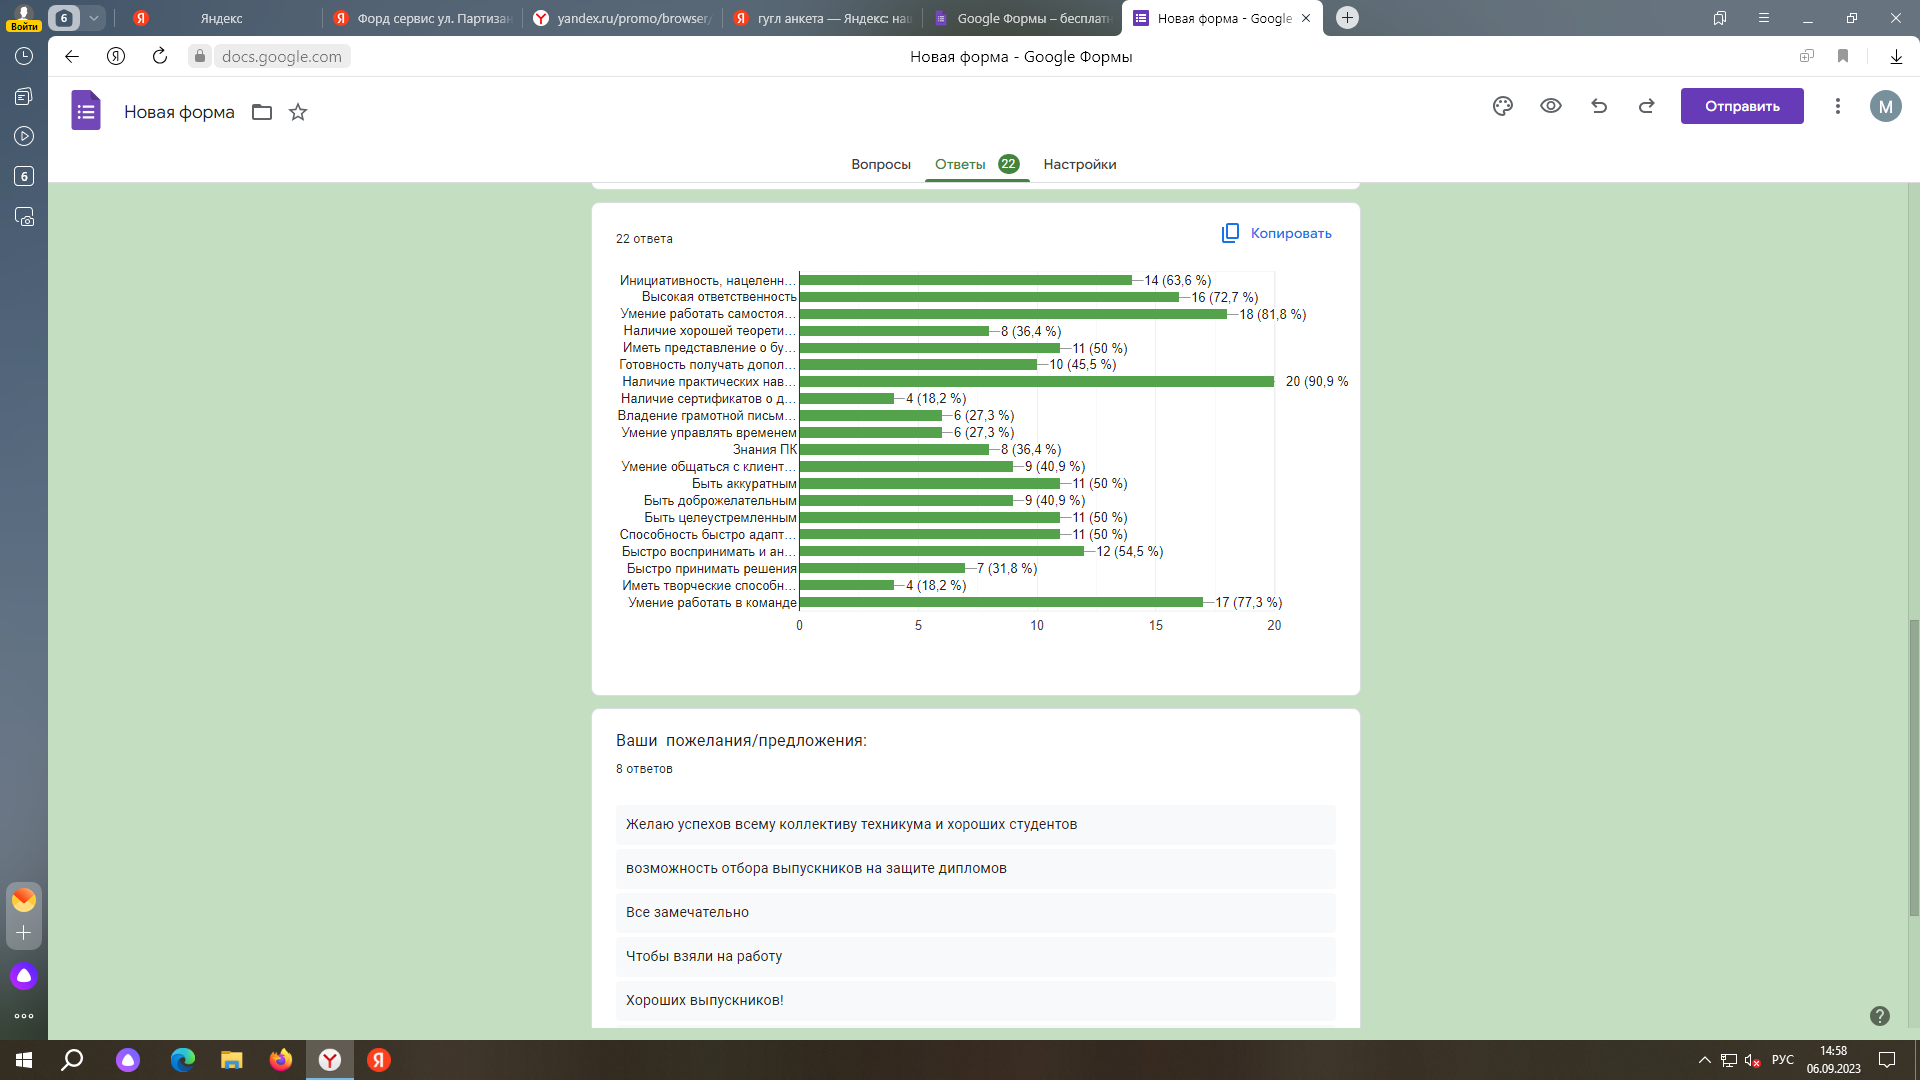 Войти
6
Яндекс
Форд сервис ул. Партизан
yandex.ru/promo/browser/
гугл анкета — Яндекс: наш
Google Формы – бесплатн
Новая форма - Google
docs.google.com
Новая форма - Google Формы
Новая форма
Отправить
М
6
Вопросы
Ответы 22
Настройки
22 ответа
Копировать
Инициативность, нацеленн… 14 (63,6 %)
Высокая ответственность 16 (72,7 %)
Умение работать самостоя… 18 (81,8 %)
Наличие хорошей теорети… 8 (36,4 %)
Иметь представление о бу… 11 (50 %)
Готовность получать допол… 10 (45,5 %)
Наличие практических нав… 20 (90,9 %
Наличие сертификатов о д… 4 (18,2 %)
Владение грамотной письм… 6 (27,3 %)
Умение управлять временем 6 (27,3 %)
Знания ПК 8 (36,4 %)
Умение общаться с клиент… 9 (40,9 %)
Быть аккуратным 11 (50 %)
Быть доброжелательным 9 (40,9 %)
Быть целеустремленным 11 (50 %)
Способность быстро адапт… 11 (50 %)
Быстро воспринимать и ан… 12 (54,5 %)
Быстро принимать решения 7 (31,8 %)
Иметь творческие способн… 4 (18,2 %)
Умение работать в команде 17 (77,3 %)
0 5 10 15 20
Ваши пожелания/предложения:
8 ответов
Желаю успехов всему коллективу техникума и хороших студентов
возможность отбора выпускников на защите дипломов
Все замечательно
Чтобы взяли на работу
Хороших выпускников!
РУС
14:58
06.09.2023